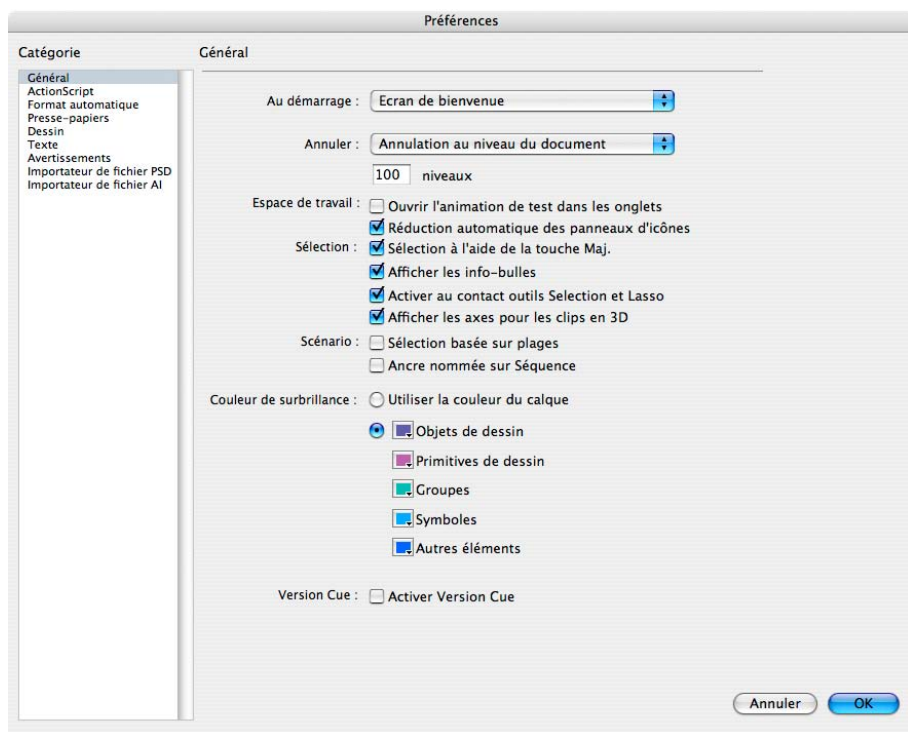 Préférences
Catégorie
Général
ActionScript
Format automatique
Presse-papiers
Dessin
Texte
Avertissements
Importateur de fichier PSD
Importateur de fichier AI
Général
Au démarrage : Ecran de bienvenue
Annuler : Annulation au niveau du document
100 niveaux
Espace de travail : Ouvrir l'animation de test dans les onglets
Réduction automatique des panneaux d'icônes
Sélection : Sélection à l'aide de la touche Maj.
Afficher les info-bulles
Activer au contact outils Selection et Lasso
Afficher les axes pour les clips en 3D
Scénario : Sélection basée sur plages
Ancre nommée sur Séquence
Couleur de surbrillance : Utiliser la couleur du calque
Objets de dessin
Primitives de dessin
Groupes
Symboles
Autres éléments
Version Cue : Activer Version Cue
Annuler OK